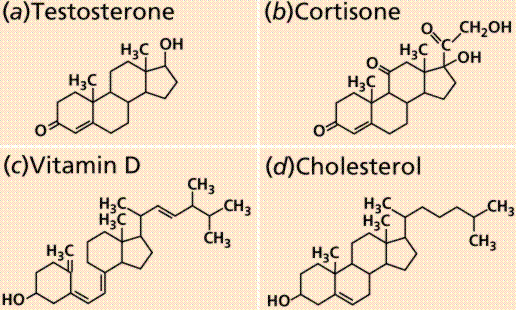 (a)Testosterone
H₃C
OH
H₃C
O
(b)Cortisone
O
CH₂OH
H₃C
OH
O
H₃C
O
(c)Vitamin D
CH₃
H₃C
CH₃
H₃C
CH₃
H₂C
HO
(d)Cholesterol
H₃C
CH₃
H₃C
H₃C
H₃C
HO